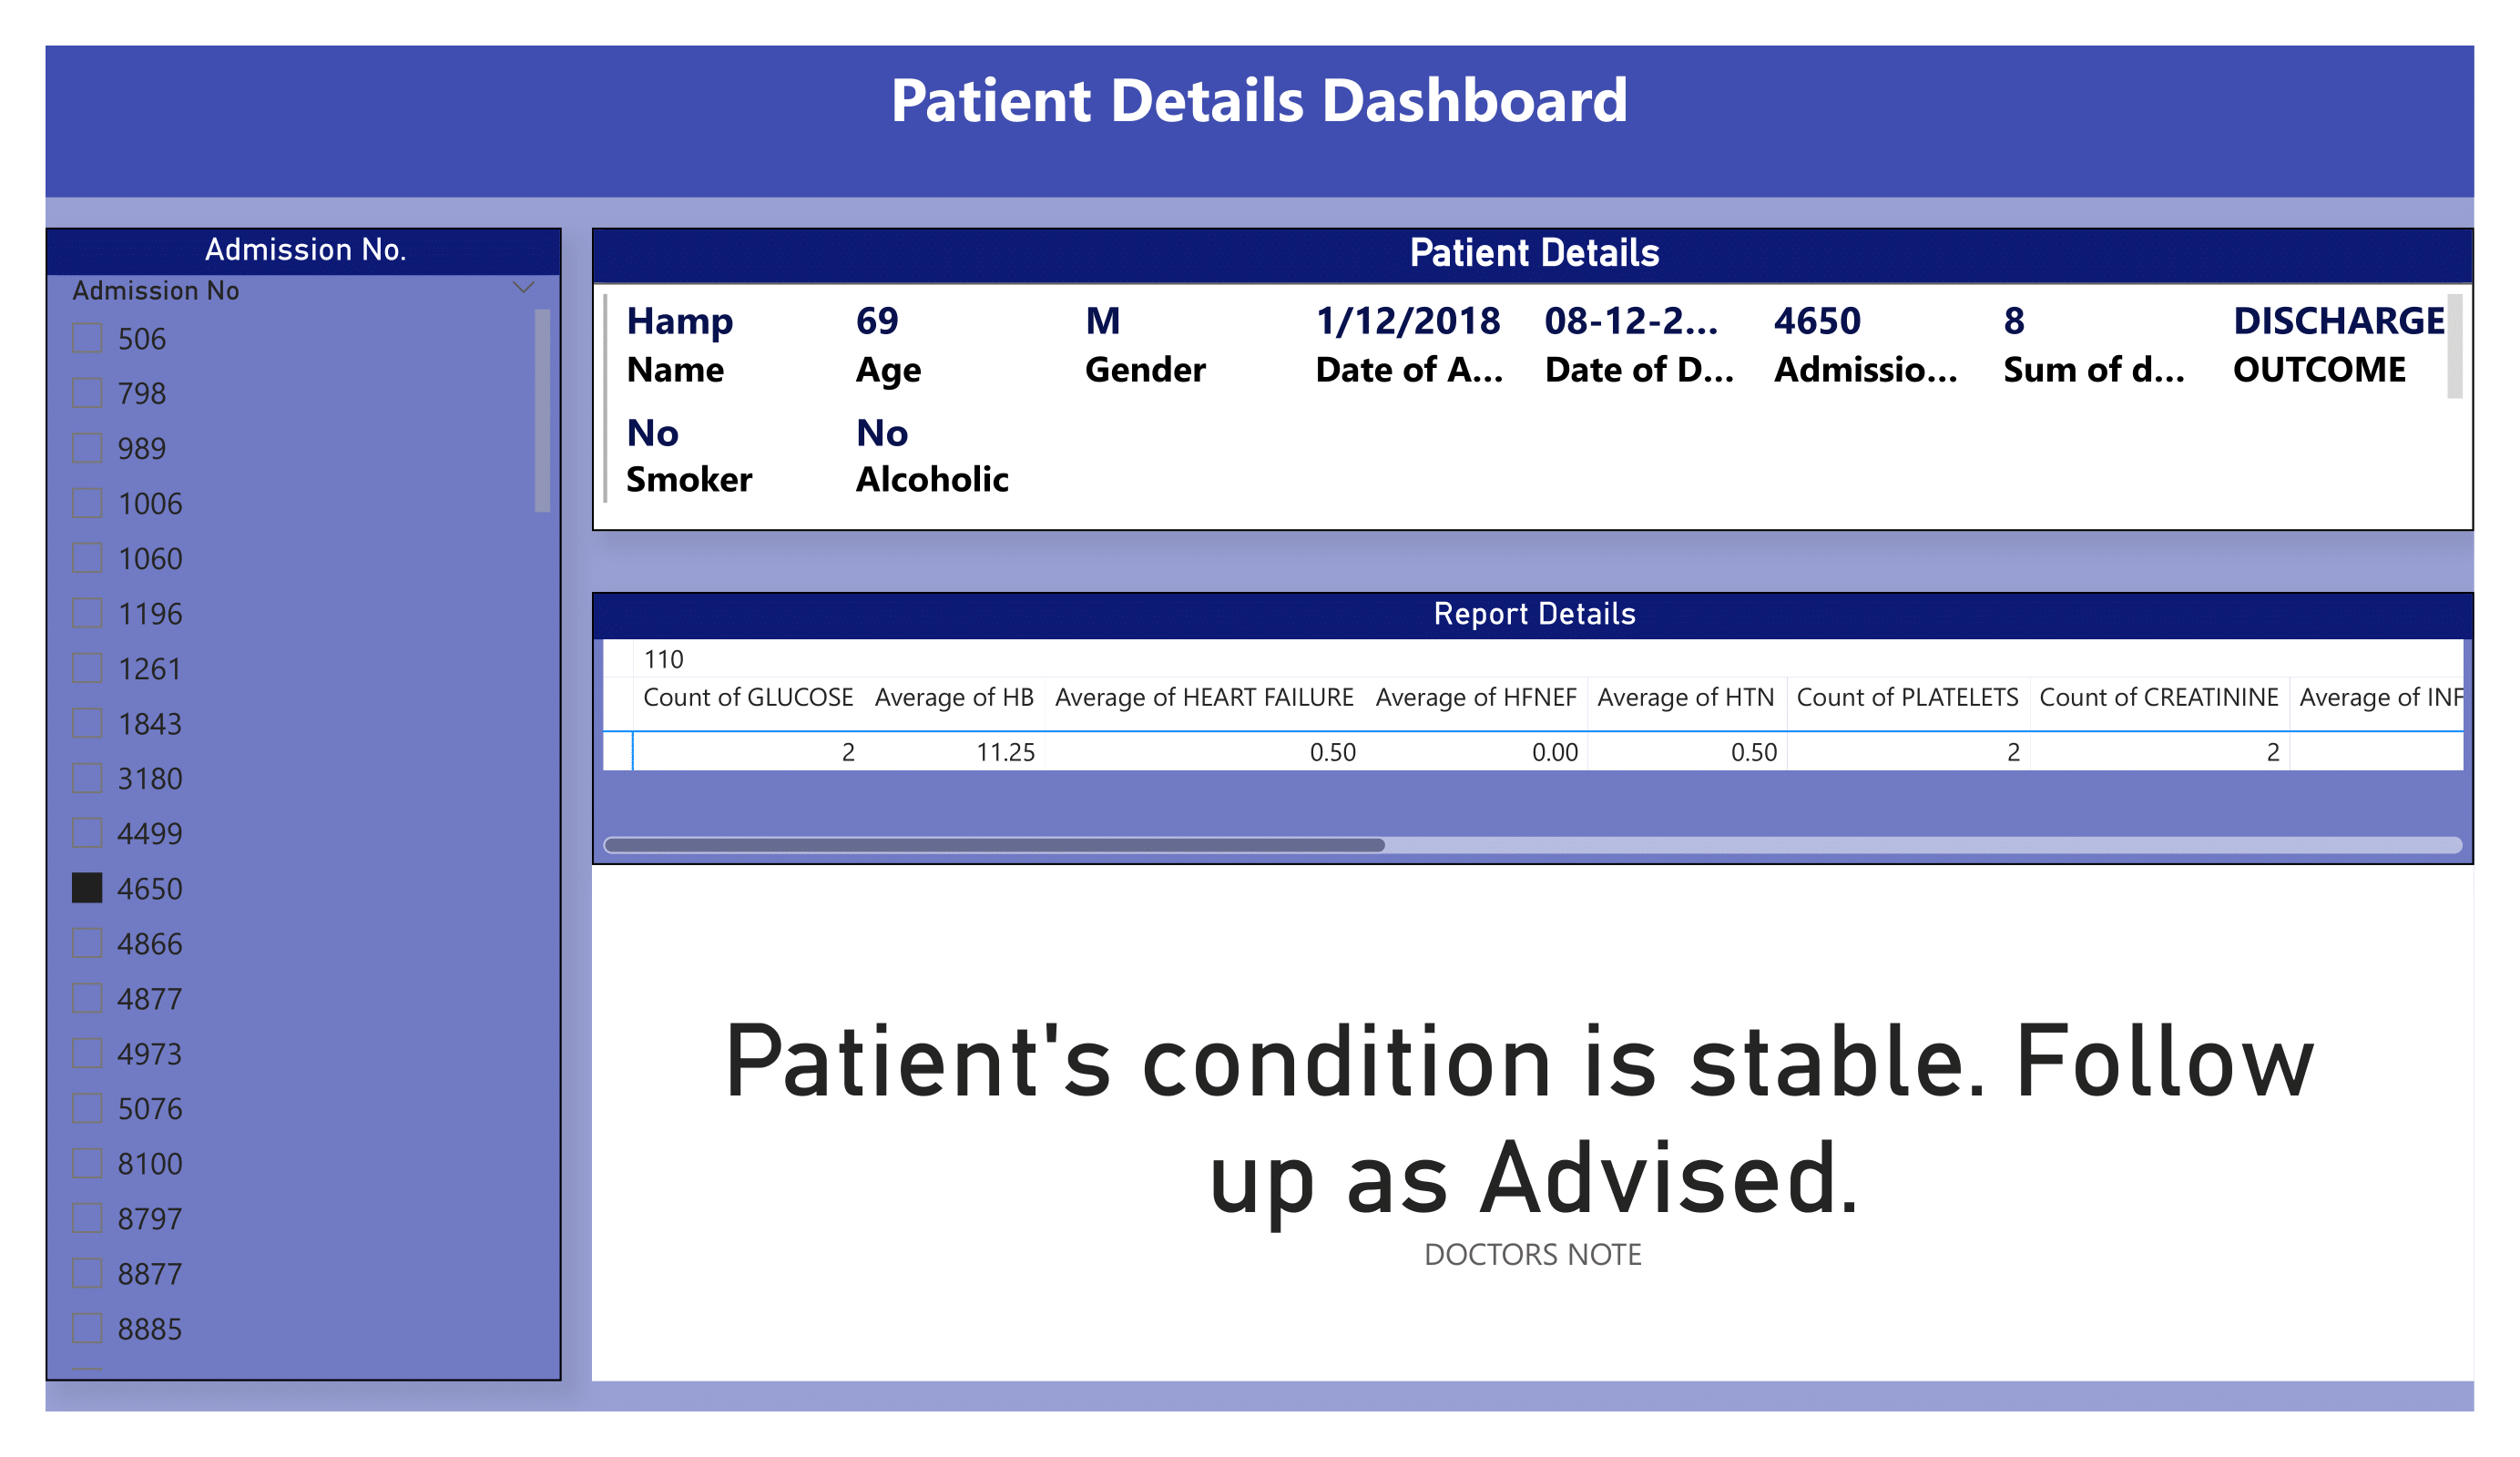 Patient Details Dashboard
Admission No.
Admission No
506
798
989
1006
1060
1196
1261
1843
3180
4499
4650
4866
4877
4973
5076
8100
8797
8877
8885
Patient Details
Hamp 69 M 1/12/2018 08-12-2... 4650 8 DISCHARGE
Name Age Gender Date of A... Date of D... Admissio... Sum of d... OUTCOME
No No
Smoker Alcoholic
Report Details
110
Count of GLUCOSE Average of HB Average of HEART FAILURE Average of HFNEF Average of HTN Count of PLATELETS Count of CREATININE Average of INF
2 11.25 0.50 0.00 0.50 2 2
Patient's condition is stable. Follow
up as Advised.
DOCTORS NOTE